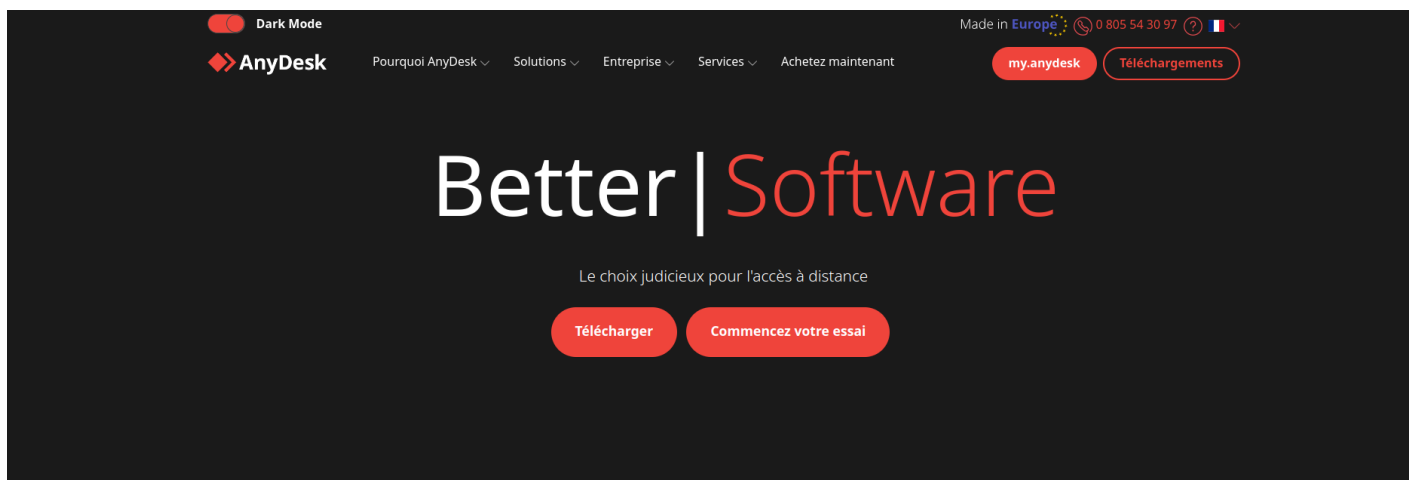 Dark Mode
Made in Europe 0 805 54 30 97
AnyDesk Pourquoi AnyDesk Solutions Entreprise Services Achetez maintenant my.anydesk Téléchargements
Better|Software
Le choix judicieux pour l'accès à distance
Télécharger Commencez votre essai